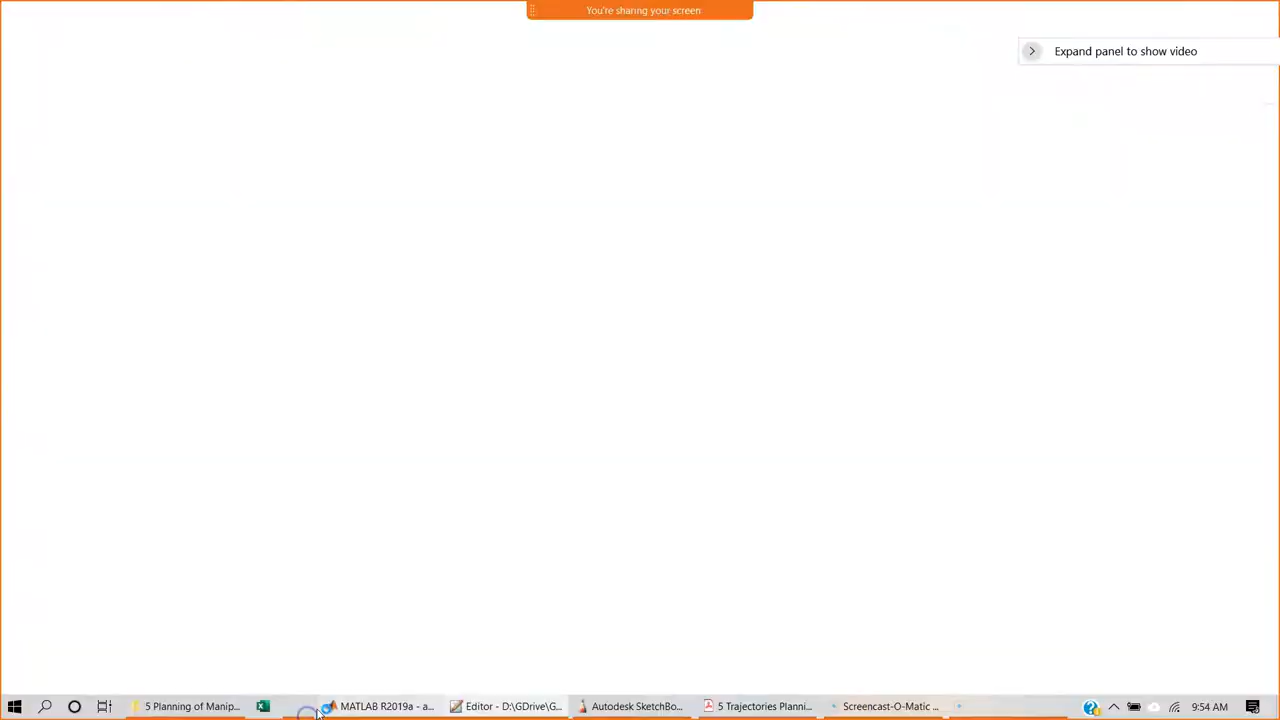 You're sharing your screen
Expand panel to show video
5 Planning of Manip...
MATLAB R2019a - a...
Editor - D:\GDrive\G...
Autodesk SketchBo...
5 Trajectories Planni...
Screencast-O-Matic ...
9:54 AM